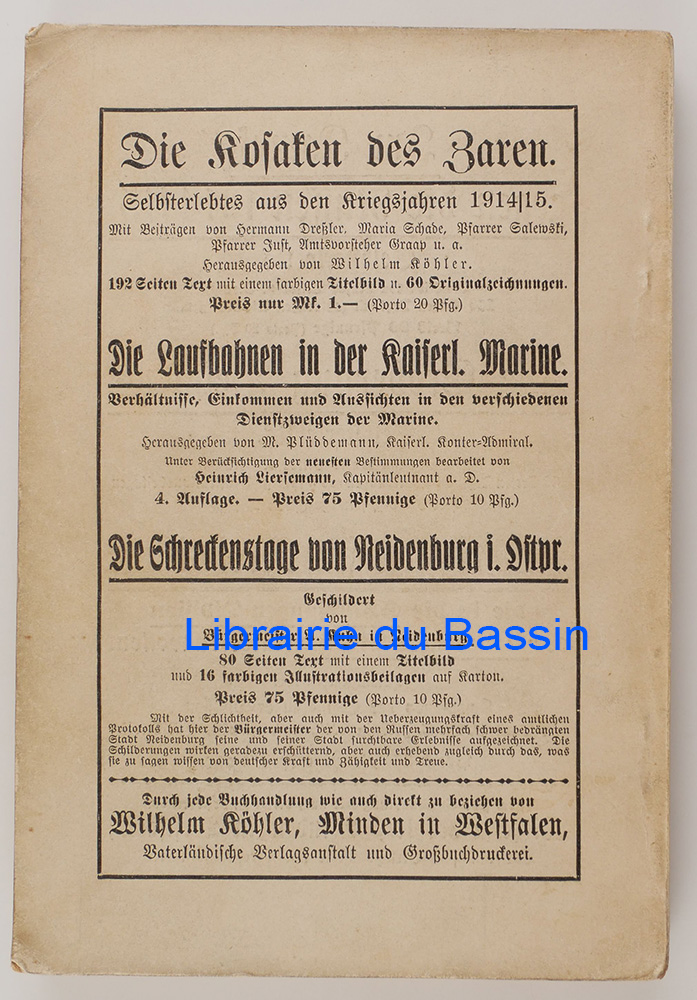 Die Kosaken des Zaren.
Selbsterlebtes aus den Kriegsjahren 1914|15.
Mit Beiträgen von Hermann Dreßler, Maria Schade, Pfarrer Salewski,
Pfarrer Just, Amtsvorsteher Graap u. a.
Herausgegeben von Wilhelm Köhler.
192 Seiten Text mit einem farbigen Titelbild u. 60 Originalzeichnungen.
Preis nur Mk. 1.— (Porto 20 Pfg.)
Die Laufbahnen in der Kaiserl. Marine.
Verhältnisse, Einkommen und Aussichten in den verschiedenen
Dienstzweigen der Marine.
Herausgegeben von M. Plüddemann, Kaiserl. Konter-Admiral.
Unter Berücksichtigung der neuesten Bestimmungen bearbeitet von
Heinrich Liersemann, Kapitänleutnant a. D.
4. Auflage. — Preis 75 Pfennige (Porto 10 Pfg.)
Die Schreckenstage von Neidenburg i. Ostpr.
Geschildert
von
Librairie du Bassin
Bürgermeister A. Kuhn in Neidenburg
80 Seiten Text mit einem Titelbild
und 16 farbigen Illustrationsbeilagen auf Karton.
Preis 75 Pfennige (Porto 10 Pfg.)
Mit der Schlichtheit, aber auch mit der Ueberzeugungskraft eines amtlichen
Protokolls hat hier der Bürgermeister der von den Russen mehrfach schwer bedrängten
Stadt Neidenburg seine und seiner Stadt furchtbare Erlebnisse aufgezeichnet. Die
Schilderungen wirken geradezu erschütternd, aber auch erhebend zugleich durch das, was
sie zu sagen wissen von deutscher Kraft und Zähigkeit und Treue.
Durch jede Buchhandlung wie auch direkt zu beziehen von
Wilhelm Köhler, Minden in Westfalen,
Vaterländische Verlagsanstalt und Großbuchdruckerei.